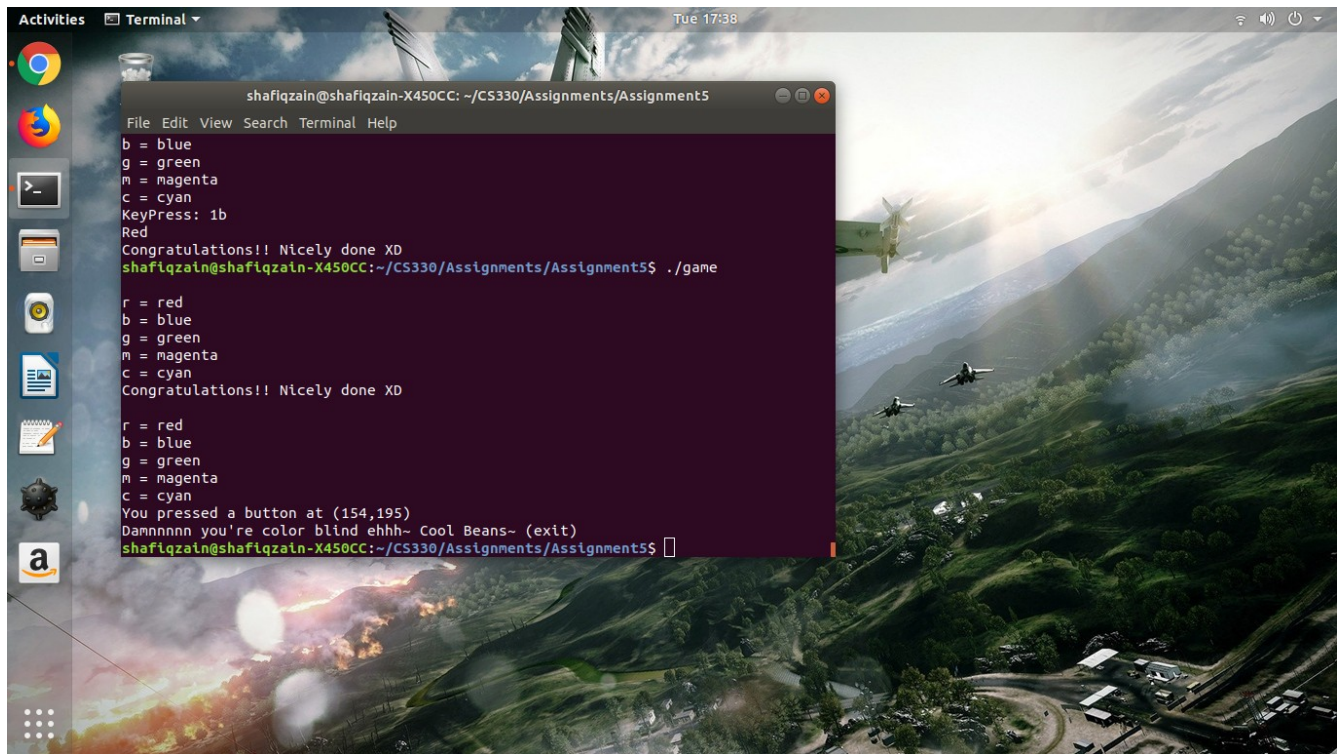 Activities Terminal Tue 17:38
shafiqzain@shafiqzain-X450CC: ~/CS330/Assignments/Assignment5
File Edit View Search Terminal Help
b = blue
g = green
m = magenta
c = cyan
KeyPress: 1b
Red
Congratulations!! Nicely done XD
shafiqzain@shafiqzain-X450CC:~/CS330/Assignments/Assignment5$ ./game
r = red
b = blue
g = green
m = magenta
c = cyan
Congratulations!! Nicely done XD
r = red
b = blue
g = green
m = magenta
c = cyan
You pressed a button at (154,195)
Damnnnnn you're color blind ehhh~ Cool Beans~ (exit)
shafiqzain@shafiqzain-X450CC:~/CS330/Assignments/Assignment5$